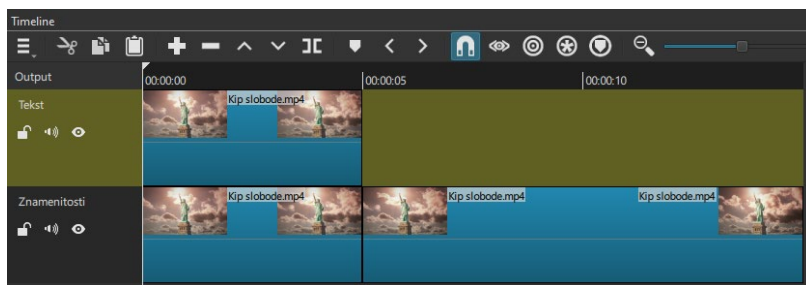 Timeline
Output
00:00:00
00:00:05
00:00:10
Tekst
Kip slobode.mp4
Znamenitosti
Kip slobode.mp4
Kip slobode.mp4
Kip slobode.mp4